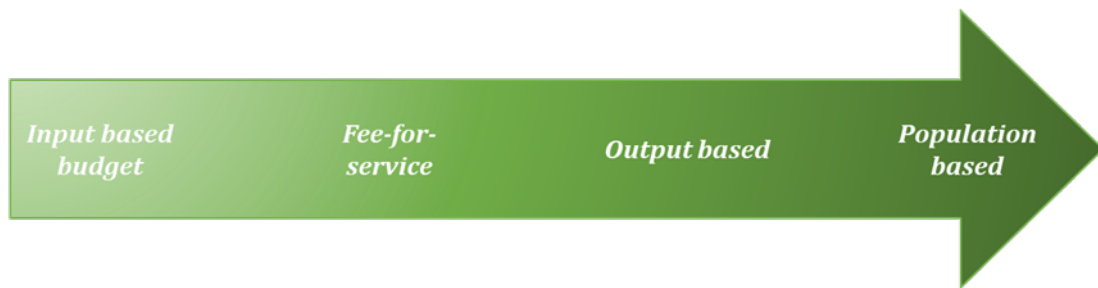 Input based
budget
Fee-for-
service
Output based
Population
based